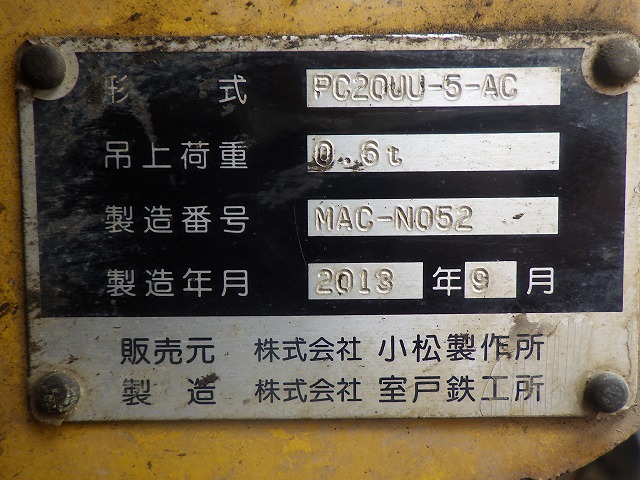 形 式 PC20UU-5-AC
吊上荷重 0.6t
製造番号 MAC-N052
製造年月 2013 年 9 月
販売元 株式会社 小松製作所
製 造 株式会社 室戸鉄工所